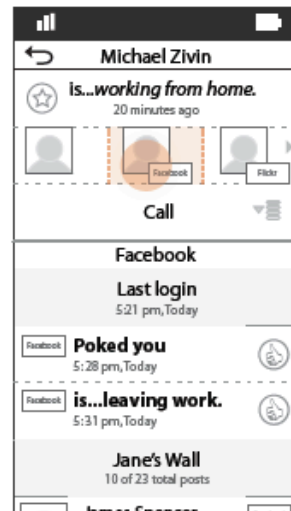 Michael Zivin
is...working from home.
20 minutes ago
Facebook
Flickr
Call
Facebook
Last login
5:21 pm, Today
Facebook
Poked you
5:28 pm, Today
Facebook
is...leaving work.
5:31 pm, Today
Jane's Wall
10 of 23 total posts